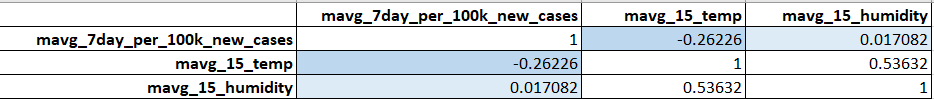 mavg_7day_per_100k_new_cases mavg_15_temp mavg_15_humidity
mavg_7day_per_100k_new_cases 1 -0.26226 0.017082
mavg_15_temp -0.26226 1 0.53632
mavg_15_humidity 0.017082 0.53632 1